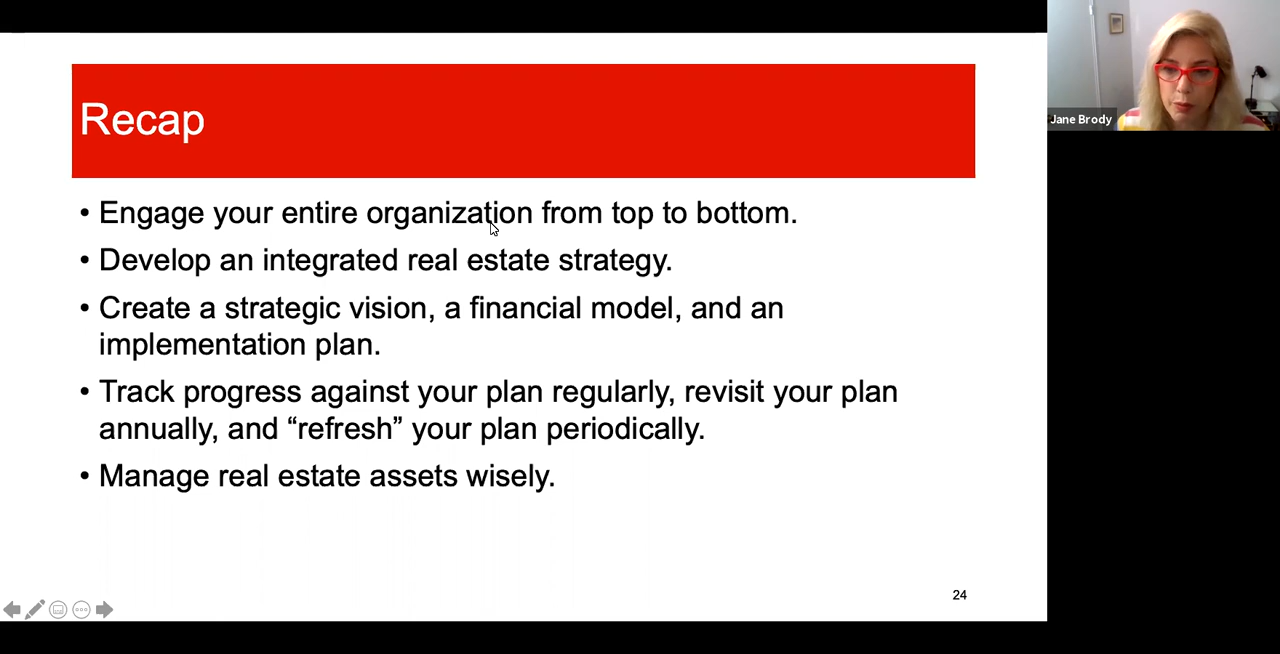 Recap
• Engage your entire organization from top to bottom.
• Develop an integrated real estate strategy.
• Create a strategic vision, a financial model, and an
implementation plan.
• Track progress against your plan regularly, revisit your plan
annually, and “refresh” your plan periodically.
• Manage real estate assets wisely.
24
Jane Brody